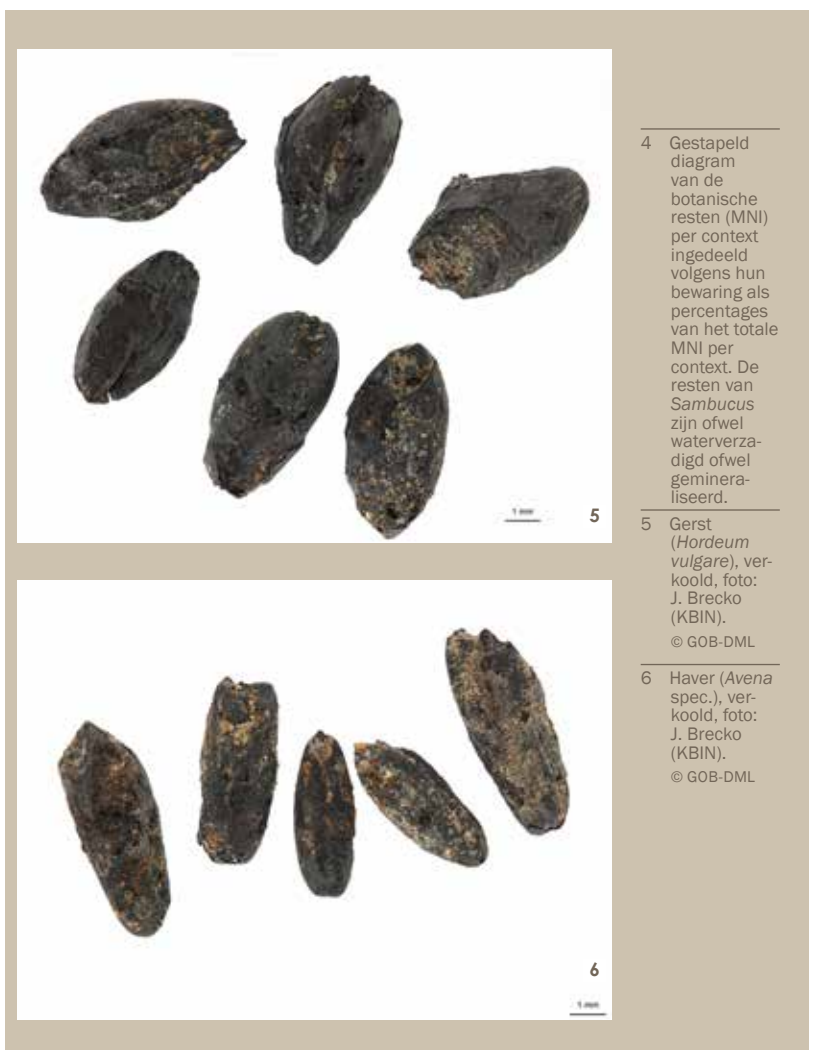 1 mm
5
1 mm
6
4 Gestapeld
diagram
van de
botanische
resten (MNI)
per context
ingedeeld
volgens hun
bewaring als
percentages
van het totale
MNI per
context. De
resten van
Sambucus
zijn ofwel
waterverza-
digd ofwel
geminera-
liseerd.
5 Gerst
(Hordeum
vulgare), ver-
koold, foto:
J. Brecko
(KBIN).
© GOB-DML
6 Haver (Avena
spec.), ver-
koold, foto:
J. Brecko
(KBIN).
© GOB-DML